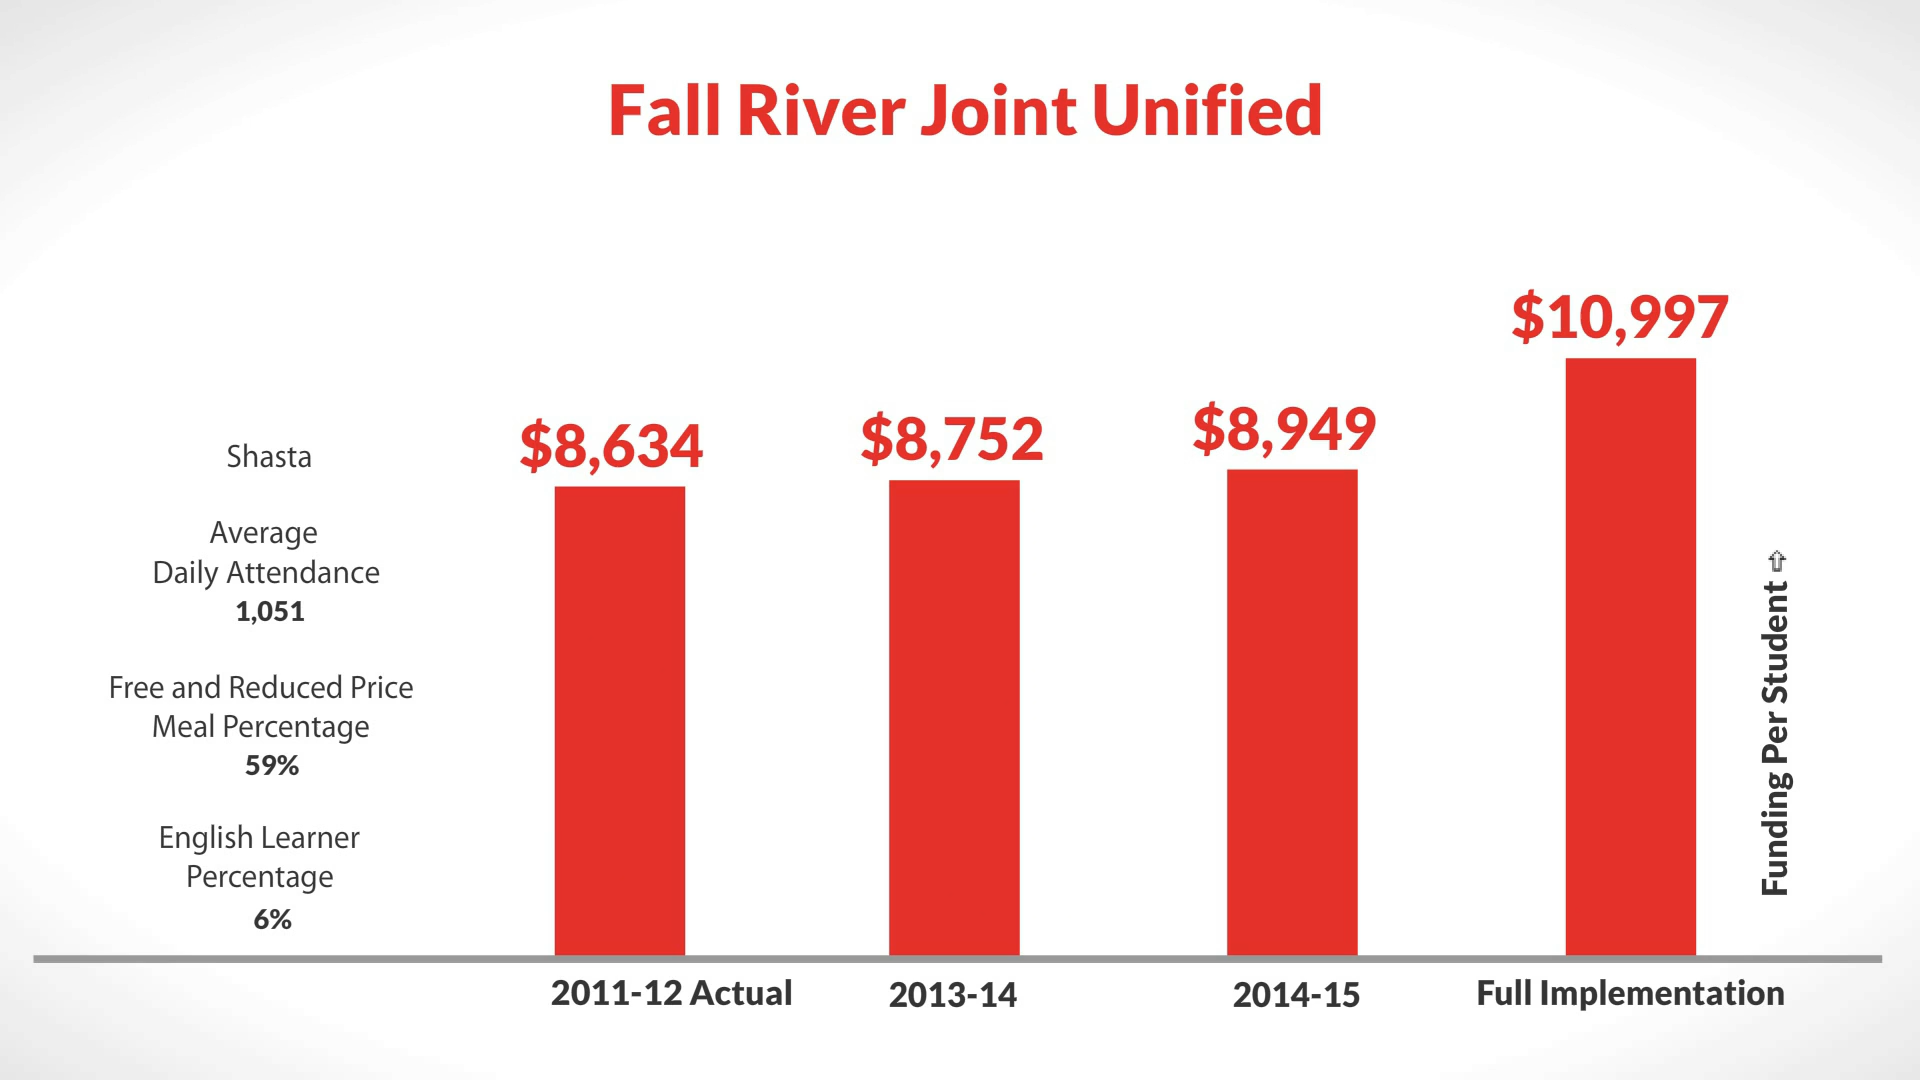 Fall River Joint Unified
Shasta
Average
Daily Attendance
1,051
Free and Reduced Price
Meal Percentage
59%
English Learner
Percentage
6%
$8,634
$8,752
$8,949
$10,997
2011-12 Actual
2013-14
2014-15
Full Implementation
Funding Per Student ⇧